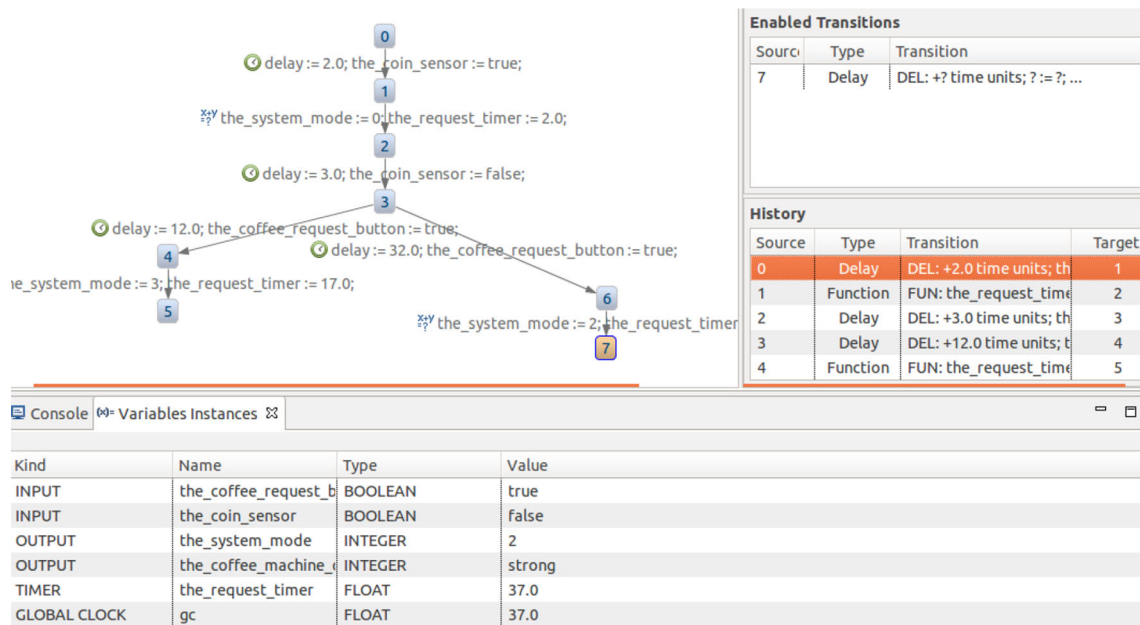 0
delay := 2.0; the_coin_sensor := true;
1
x+y =? the_system_mode := 0; the_request_timer := 2.0;
2
delay := 3.0; the_coin_sensor := false;
3
delay := 12.0; the_coffee_request_button := true;
delay := 32.0; the_coffee_request_button := true;
4
e_system_mode := 3; the_request_timer := 17.0;
5
6
x+y =? the_system_mode := 2; the_request_timer
7
Enabled Transitions
Sourc Type Transition
7 Delay DEL: +? time units; ? := ?; ...
History
Source Type Transition Target
0 Delay DEL: +2.0 time units; th 1
1 Function FUN: the_request_time 2
2 Delay DEL: +3.0 time units; th 3
3 Delay DEL: +12.0 time units; t 4
4 Function FUN: the_request_time 5
Console (x)= Variables Instances
Kind Name Type Value
INPUT the_coffee_request_b BOOLEAN true
INPUT the_coin_sensor BOOLEAN false
OUTPUT the_system_mode INTEGER 2
OUTPUT the_coffee_machine_ INTEGER strong
TIMER the_request_timer FLOAT 37.0
GLOBAL CLOCK gc FLOAT 37.0